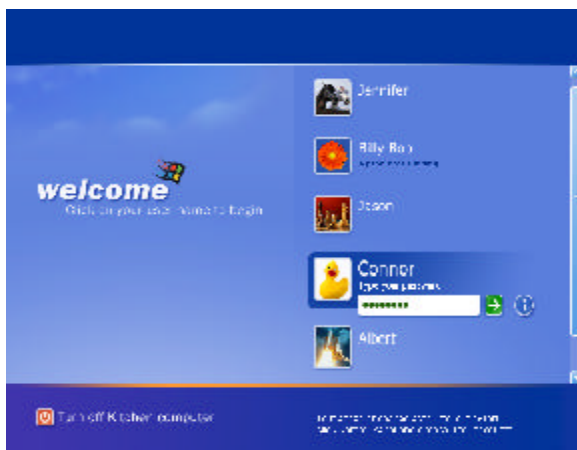 welcome
Click on your user name to begin
Jennifer
Billy Bob
Jason
Connor
Type your password
Albert
Turn off Kitchen computer